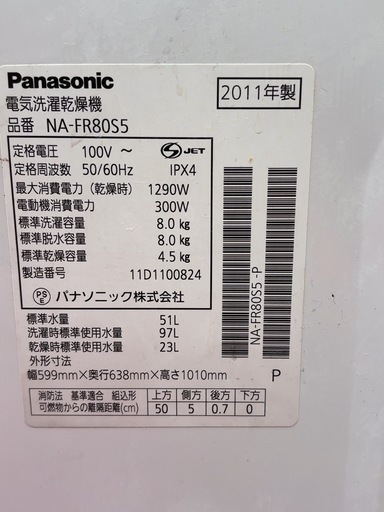 Panasonic
2011年製
電気洗濯乾燥機
品番 NA-FR80S5
定格電圧 100V ～ S JET
定格周波数 50/60Hz IPX4
最大消費電力（乾燥時） 1290W
電動機消費電力 300W
標準洗濯容量 8.0㎏
標準脱水容量 8.0㎏
標準乾燥容量 4.5㎏
製造番号 11D1100824
PSE パナソニック株式会社
標準水量 51L
洗濯時標準使用水量 97L
乾燥時標準使用水量 23L
外形寸法
幅599mm×奥行638mm×高さ1010mm
P
消防法 基準適合 組込形 上方 側方 後方 下方
可燃物からの離隔距離(cm) 50 5 0.7 0
NA-FR80S5 -P